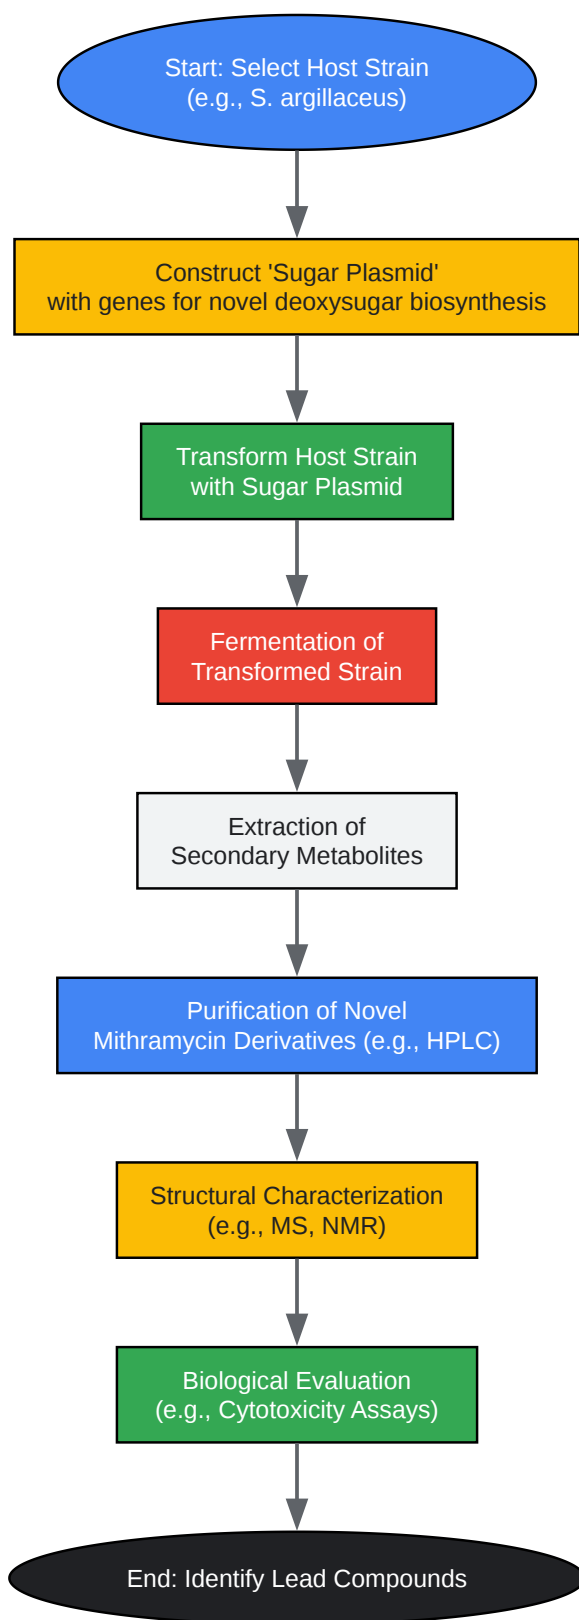 Start: Select Host Strain
(e.g., S. argillaceus)
Construct 'Sugar Plasmid'
with genes for novel deoxysugar biosynthesis
Transform Host Strain
with Sugar Plasmid
Fermentation of
Transformed Strain
Extraction of
Secondary Metabolites
Purification of Novel
Mithramycin Derivatives (e.g., HPLC)
Structural Characterization
(e.g., MS, NMR)
Biological Evaluation
(e.g., Cytotoxicity Assays)
End: Identify Lead Compounds